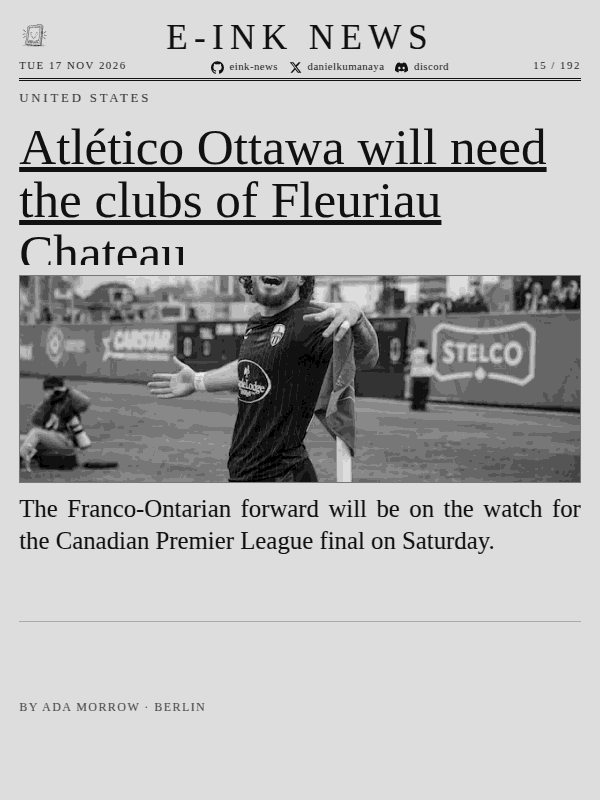 E-INK NEWS
TUE 17 NOV 2026
eink-news danielkumanaya discord
15 / 192
UNITED STATES
Atlético Ottawa will need
the clubs of Fleuriau
Chateau
CARSTAR.
STELCO
The Franco-Ontarian forward will be on the watch for
the Canadian Premier League final on Saturday.
BY ADA MORROW · BERLIN